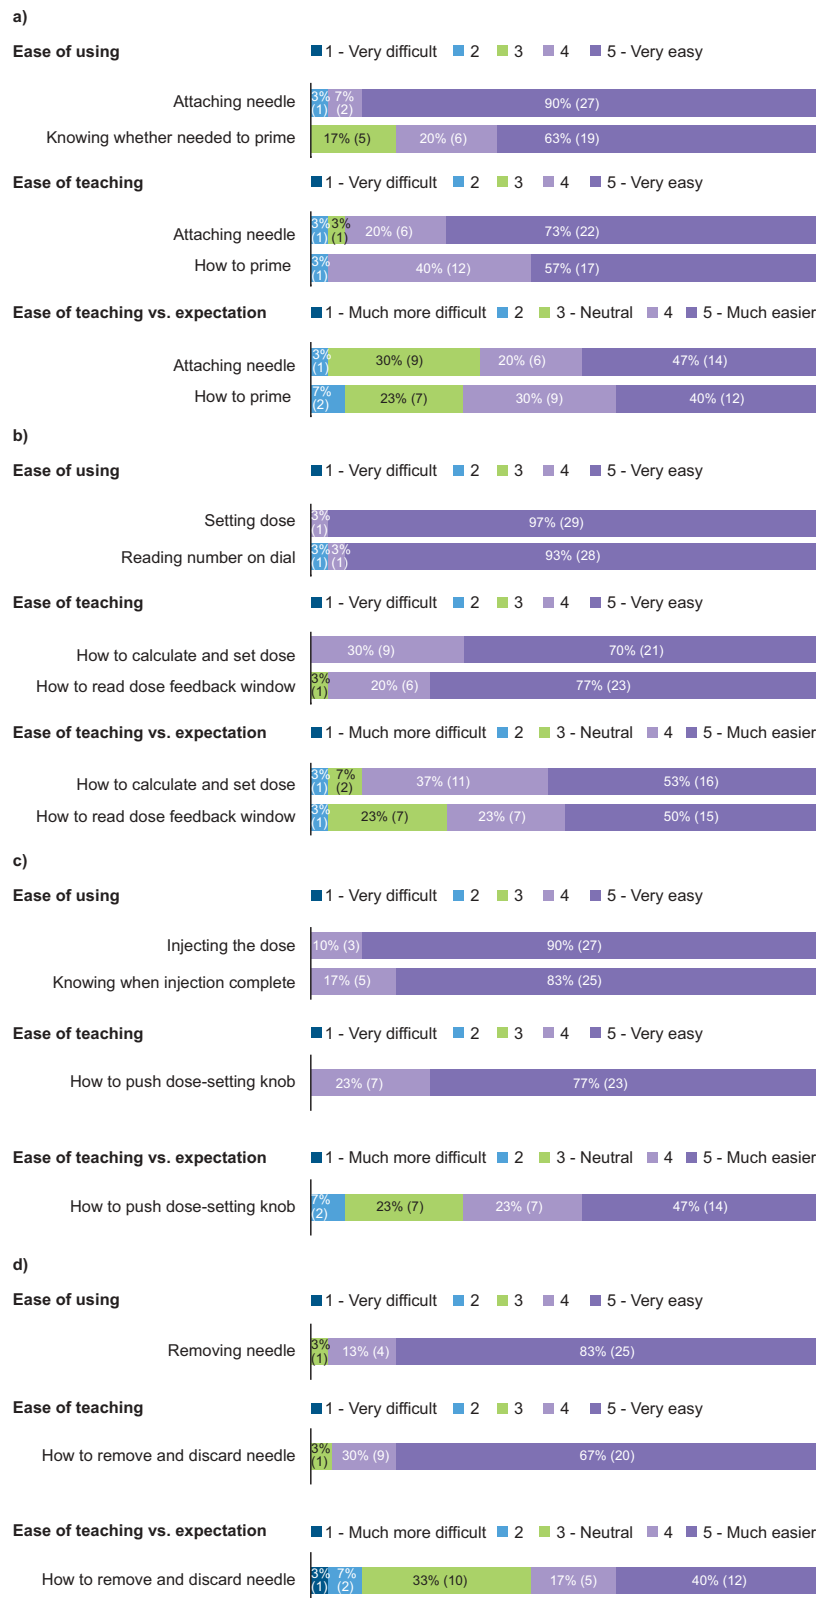 a)
Ease of using 1 - Very difficult 2 3 4 5 - Very easy
Attaching needle 3% (1) 7% (2) 90% (27)
Knowing whether needed to prime 17% (5) 20% (6) 63% (19)
Ease of teaching 1 - Very difficult 2 3 4 5 - Very easy
Attaching needle 3% (1) 3% (1) 20% (6) 73% (22)
How to prime 3% (1) 40% (12) 57% (17)
Ease of teaching vs. expectation 1 - Much more difficult 2 3 - Neutral 4 5 - Much easier
Attaching needle 3% (1) 30% (9) 20% (6) 47% (14)
How to prime 7% (2) 23% (7) 30% (9) 40% (12)
b)
Ease of using 1 - Very difficult 2 3 4 5 - Very easy
Setting dose 3% (1) 97% (29)
Reading number on dial 3% (1) 3% (1) 93% (28)
Ease of teaching 1 - Very difficult 2 3 4 5 - Very easy
How to calculate and set dose 30% (9) 70% (21)
How to read dose feedback window 3% (1) 20% (6) 77% (23)
Ease of teaching vs. expectation 1 - Much more difficult 2 3 - Neutral 4 5 - Much easier
How to calculate and set dose 3% (1) 7% (2) 37% (11) 53% (16)
How to read dose feedback window 3% (1) 23% (7) 23% (7) 50% (15)
c)
Ease of using 1 - Very difficult 2 3 4 5 - Very easy
Injecting the dose 10% (3) 90% (27)
Knowing when injection complete 17% (5) 83% (25)
Ease of teaching 1 - Very difficult 2 3 4 5 - Very easy
How to push dose-setting knob 23% (7) 77% (23)
Ease of teaching vs. expectation 1 - Much more difficult 2 3 - Neutral 4 5 - Much easier
How to push dose-setting knob 7% (2) 23% (7) 23% (7) 47% (14)
d)
Ease of using 1 - Very difficult 2 3 4 5 - Very easy
Removing needle 3% (1) 13% (4) 83% (25)
Ease of teaching 1 - Very difficult 2 3 4 5 - Very easy
How to remove and discard needle 3% (1) 30% (9) 67% (20)
Ease of teaching vs. expectation 1 - Much more difficult 2 3 - Neutral 4 5 - Much easier
How to remove and discard needle 3% (1) 7% (2) 33% (10) 17% (5) 40% (12)